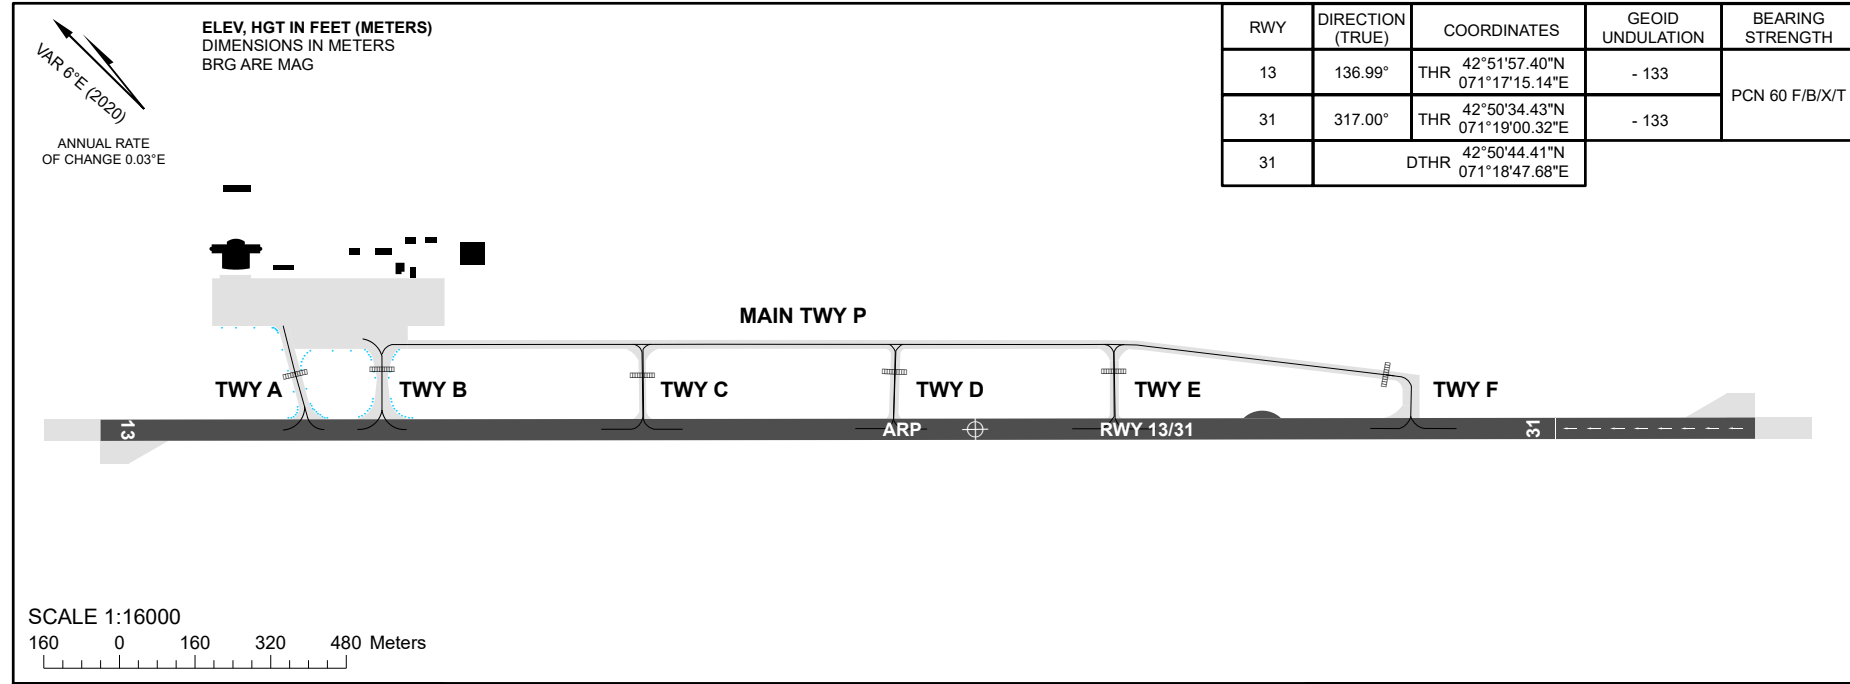 VAR 6°E (2020)
ANNUAL RATE
OF CHANGE 0.03°E
ELEV, HGT IN FEET (METERS)
DIMENSIONS IN METERS
BRG ARE MAG
RWY DIRECTION (TRUE) COORDINATES GEOID UNDULATION BEARING STRENGTH
13 136.99° THR 42°51'57.40"N 071°17'15.14"E - 133 PCN 60 F/B/X/T
31 317.00° THR 42°50'34.43"N 071°19'00.32"E - 133
31 DTHR 42°50'44.41"N 071°18'47.68"E
MAIN TWY P
TWY A TWY B TWY C TWY D TWY E TWY F
13 ARP RWY 13/31 31
SCALE 1:16000
160 0 160 320 480 Meters